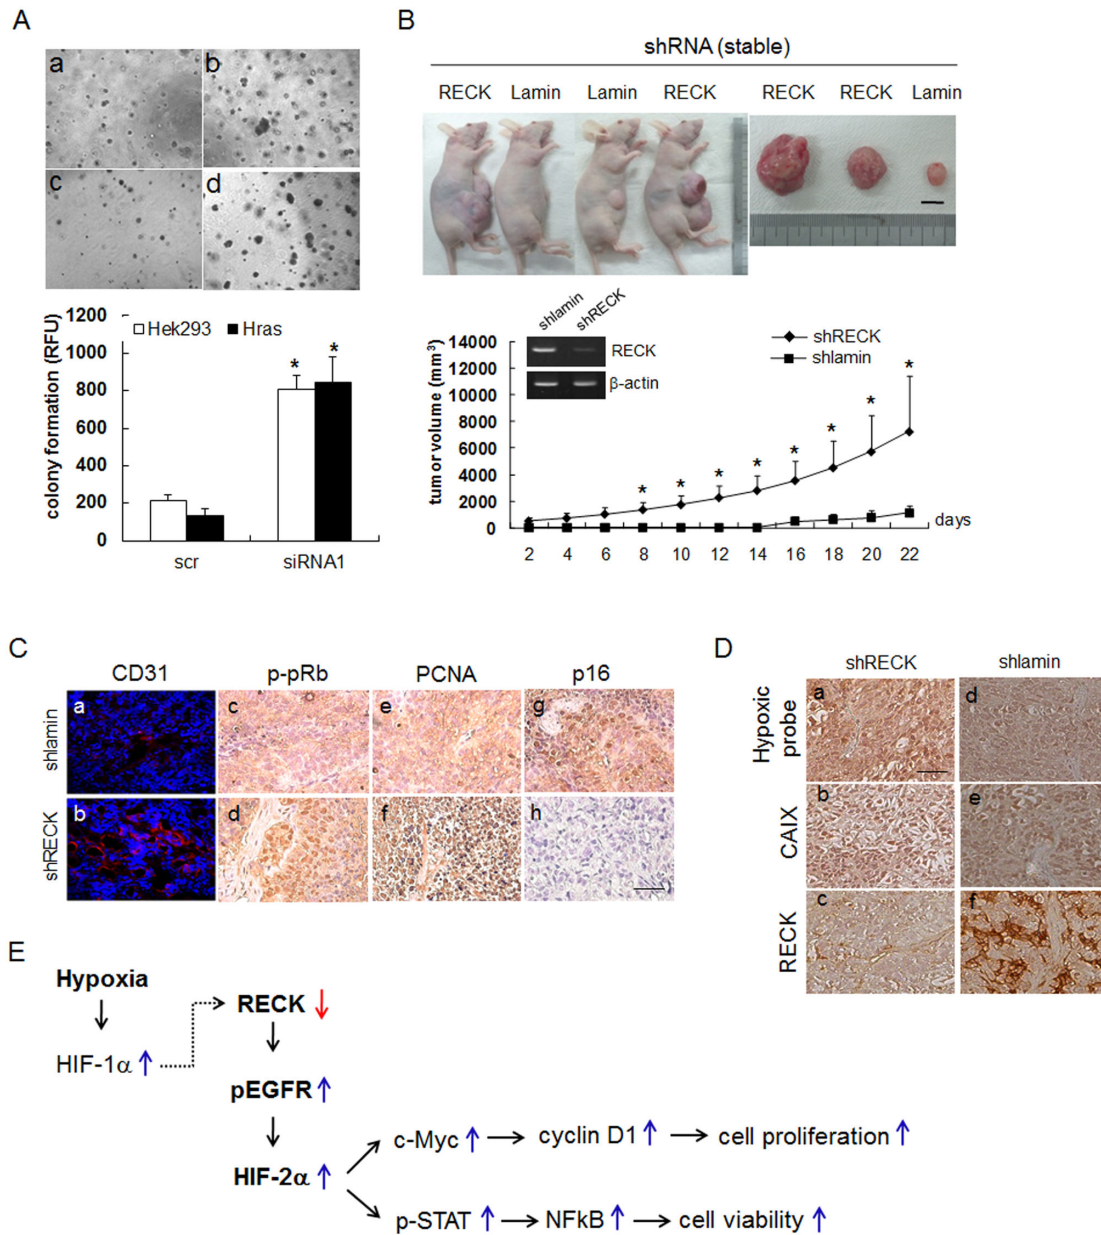 A
a
b
c
d
1200
1000
800
600
400
200
0
colony formation (RFU)
Hek293
Hras
*
*
scr
siRNA1
B
shRNA (stable)
RECK Lamin Lamin RECK RECK RECK Lamin
shlamin
shRECK
RECK
β-actin
shRECK
shlamin
14000
12000
10000
8000
6000
4000
2000
0
tumor volume (mm³)
* * * * * * * *
2 4 6 8 10 12 14 16 18 20 22
days
C
CD31 p-pRb PCNA p16
shlamin
a c e g
shRECK
b d f h
D
shRECK shlamin
Hypoxic probe
a d
CAIX
b e
RECK
c f
E
Hypoxia
RECK ↓
HIF-1α ↑
pEGFR ↑
c-Myc ↑ → cyclin D1 ↑ → cell proliferation ↑
HIF-2α ↑
p-STAT ↑ → NFkB ↑ → cell viability ↑